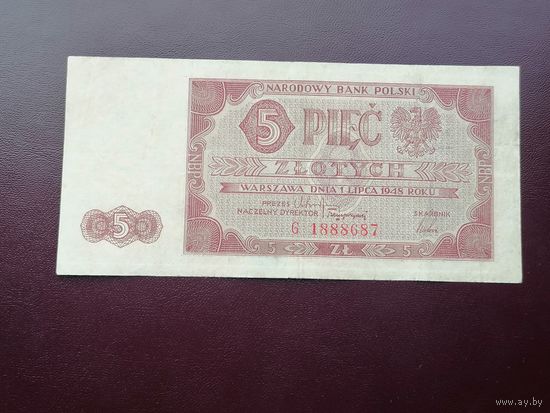 NARODOWY BANK POLSKI
5 PIĘĆ
ZŁOTYCH
NBP
NBP
WARSZAWA DNIA 1 LIPCA 1948 ROKU
PREZES
NACZELNY DYREKTOR SKARBNIK
G 1888687
5
5 ZŁ 5
www.ay.by